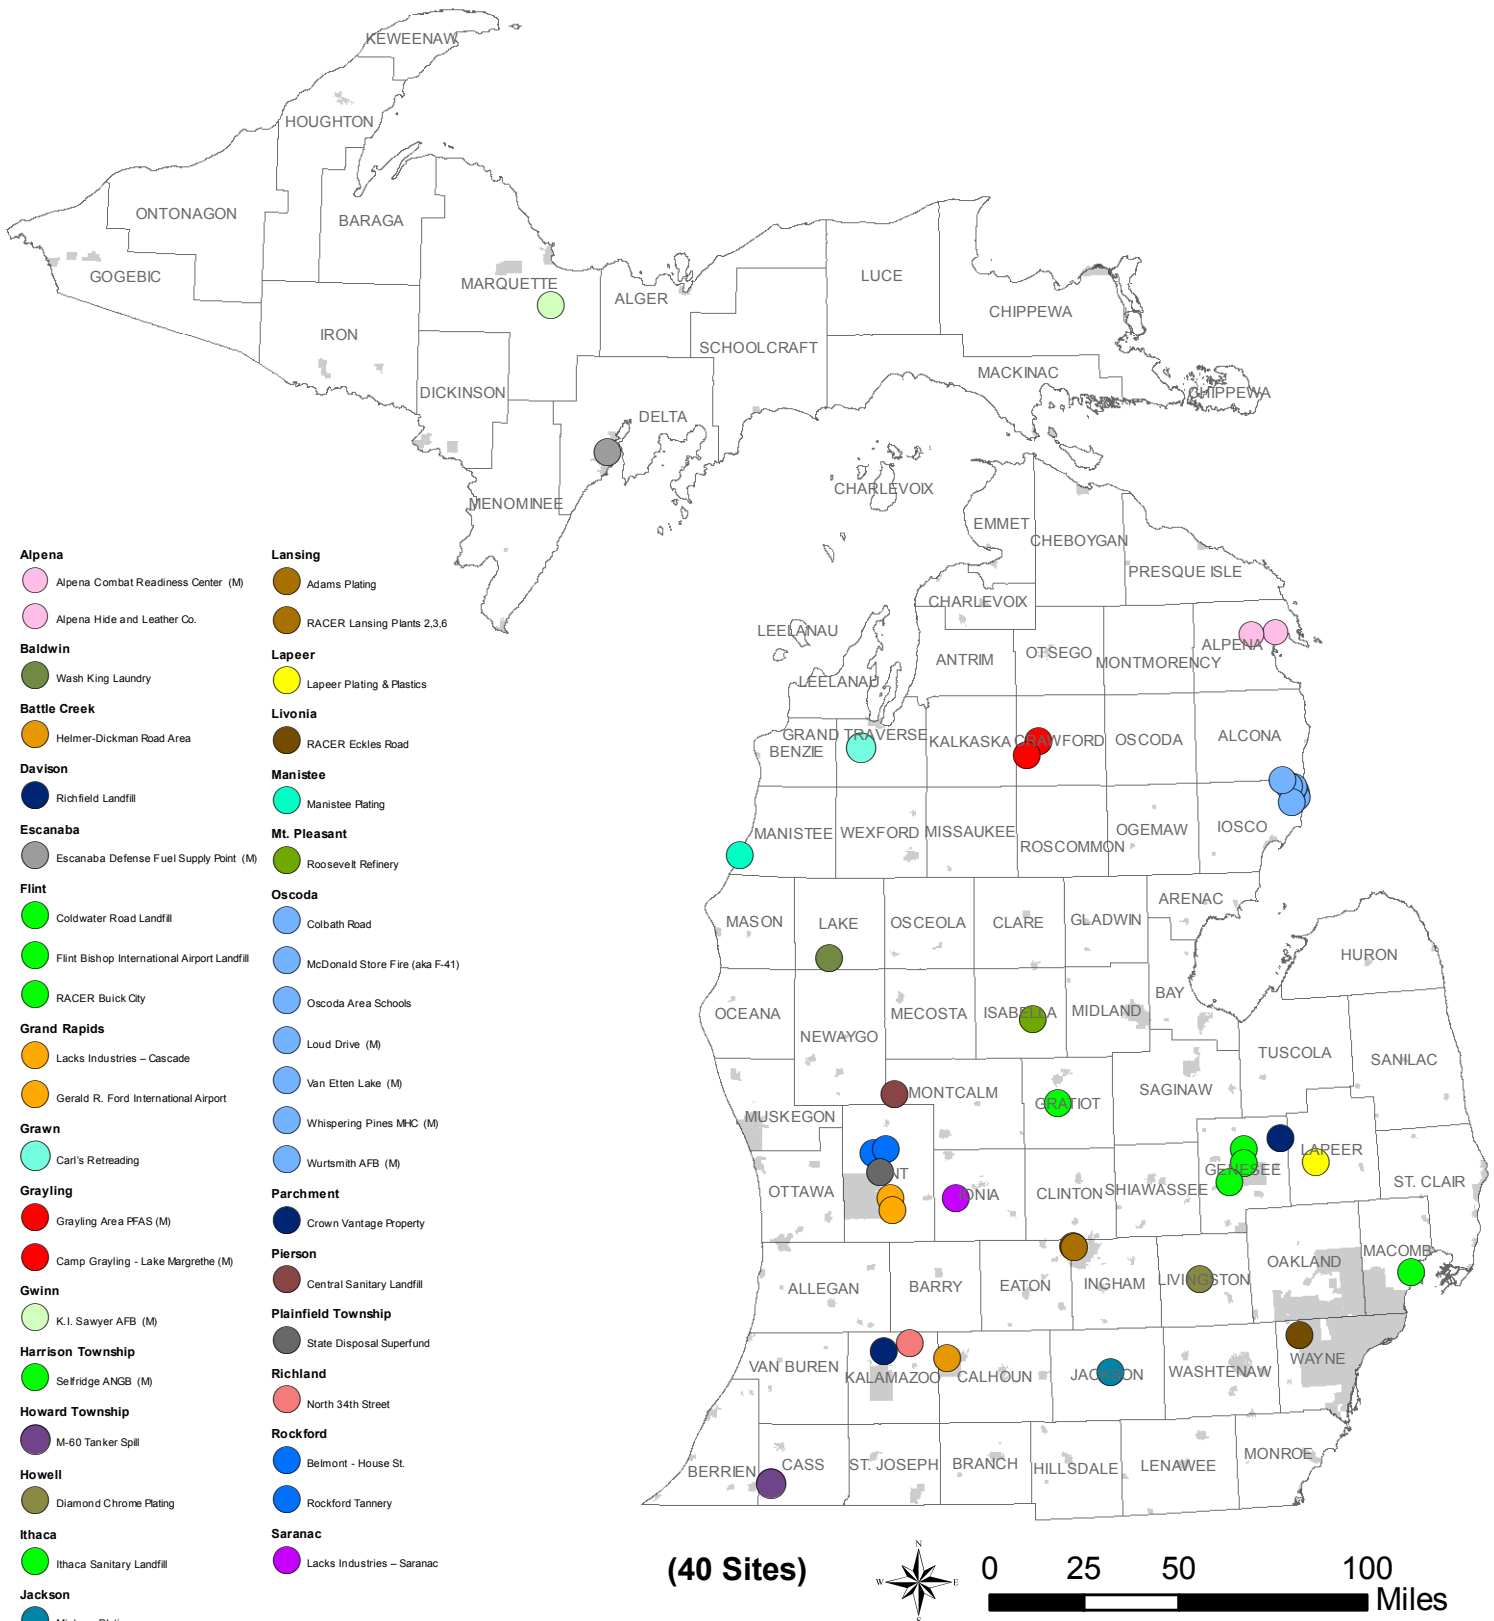 KEWEENAW
HOUGHTON
ONTONAGON
BARAGA
GOGEBIC
MARQUETTE
LUCE
ALGER
CHIPPEWA
IRON
SCHOOLCRAFT
MACKINAC
DICKINSON
CHIPPEWA
DELTA
CHARLEVOIX
MENOMINEE
EMMET
CHEBOYGAN
PRESQUE ISLE
CHARLEVOIX
LEELANAU
ALPENA
ANTRIM
OTSEGO
MONTMORENCY
LEELANAU
GRAND TRAVERSE
BENZIE
KALKASKA
CRAWFORD
OSCODA
ALCONA
MANISTEE
WEXFORD
MISSAUKEE
ROSCOMMON
OGEMAW
IOSCO
ARENAC
MASON
LAKE
OSCEOLA
CLARE
GLADWIN
HURON
OCEANA
NEWAYGO
MECOSTA
ISABELLA
MIDLAND
BAY
TUSCOLA
SANILAC
MUSKEGON
MONTCALM
GRATIOT
SAGINAW
GENESEE
LAPEER
OTTAWA
NT
IONIA
CLINTON
SHIAWASSEE
ST. CLAIR
ALLEGAN
BARRY
EATON
INGHAM
LIVINGSTON
OAKLAND
MACOMB
VAN BUREN
KALAMAZOO
CALHOUN
JACKSON
WASHTENAW
WAYNE
BERRIEN
CASS
ST. JOSEPH
BRANCH
HILLSDALE
LENAWEE
MONROE
Alpena
Alpena Combat Readiness Center (M)
Alpena Hide and Leather Co.
Baldwin
Wash King Laundry
Battle Creek
Helmer-Dickman Road Area
Davison
Richfield Landfill
Escanaba
Escanaba Defense Fuel Supply Point (M)
Flint
Coldwater Road Landfill
Flint Bishop International Airport Landfill
RACER Buick City
Grand Rapids
Lacks Industries – Cascade
Gerald R. Ford International Airport
Grawn
Carl's Retreading
Grayling
Grayling Area PFAS (M)
Camp Grayling - Lake Margrethe (M)
Gwinn
K.I. Sawyer AFB (M)
Harrison Township
Selfridge ANGB (M)
Howard Township
M-60 Tanker Spill
Howell
Diamond Chrome Plating
Ithaca
Ithaca Sanitary Landfill
Jackson
Lansing
Adams Plating
RACER Lansing Plants 2,3,6
Lapeer
Lapeer Plating & Plastics
Livonia
RACER Eckles Road
Manistee
Manistee Plating
Mt. Pleasant
Roosevelt Refinery
Oscoda
Colbath Road
McDonald Store Fire (aka F-41)
Oscoda Area Schools
Loud Drive (M)
Van Etten Lake (M)
Whispering Pines MHC (M)
Wurtsmith AFB (M)
Parchment
Crown Vantage Property
Pierson
Central Sanitary Landfill
Plainfield Township
State Disposal Superfund
Richland
North 34th Street
Rockford
Belmont - House St.
Rockford Tannery
Saranac
Lacks Industries – Saranac
(40 Sites)
N
W E
S
0 25 50 100
Miles